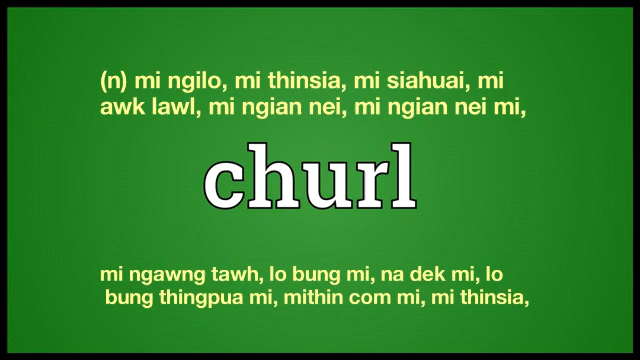 (n) mi ngilo, mi thinsia, mi siahuai, mi
awk lawl, mi ngian nei, mi ngian nei mi,
churl
mi ngawng tawh, lo bung mi, na dek mi, lo
bung thingpua mi, mithin com mi, mi thinsia,